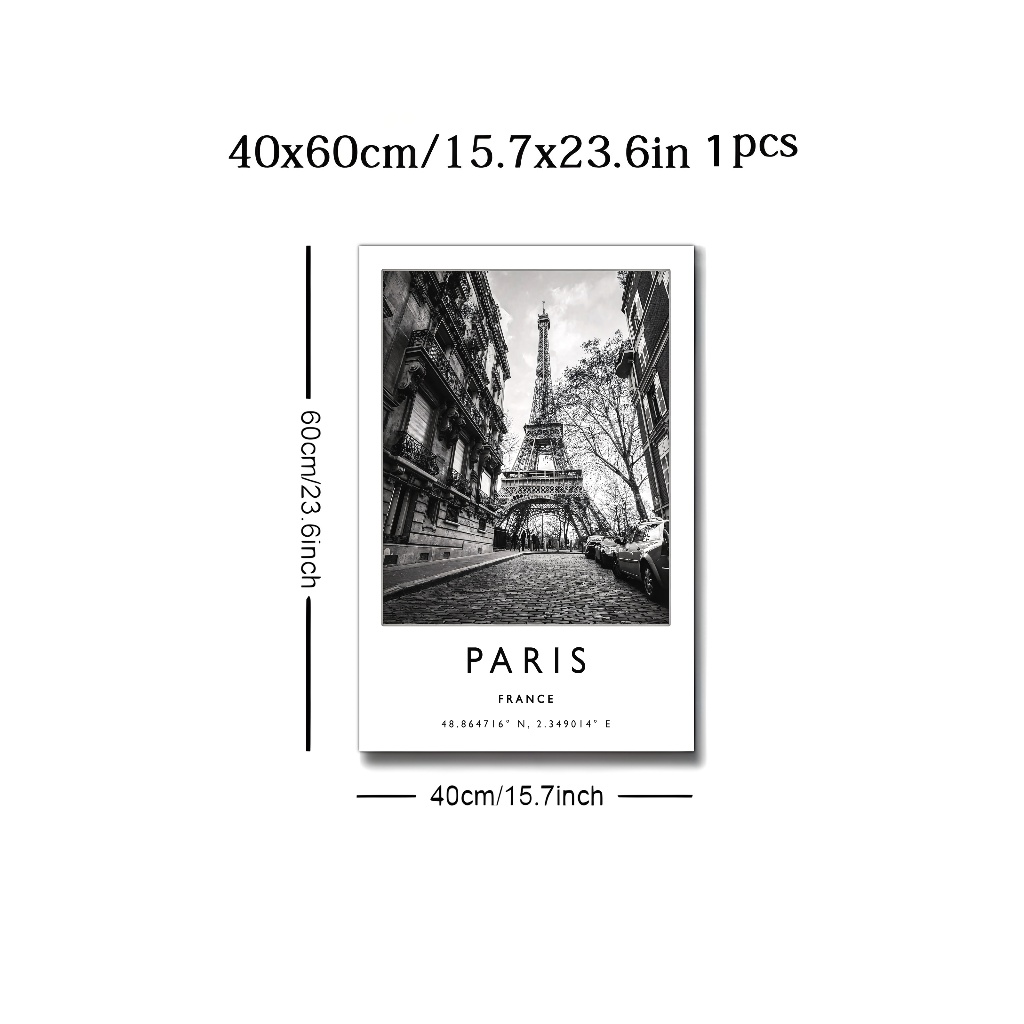 40x60cm/15.7x23.6in 1pcs
60cm/23.6inch
PARIS
FRANCE
48.864716° N, 2.349014° E
40cm/15.7inch